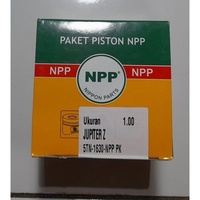 PAKET PISTON NPP
NPP NPP NPP
NIPPON PARTS
Ukuran 1.00
JUPITER Z
5TN-1630-NPP PK